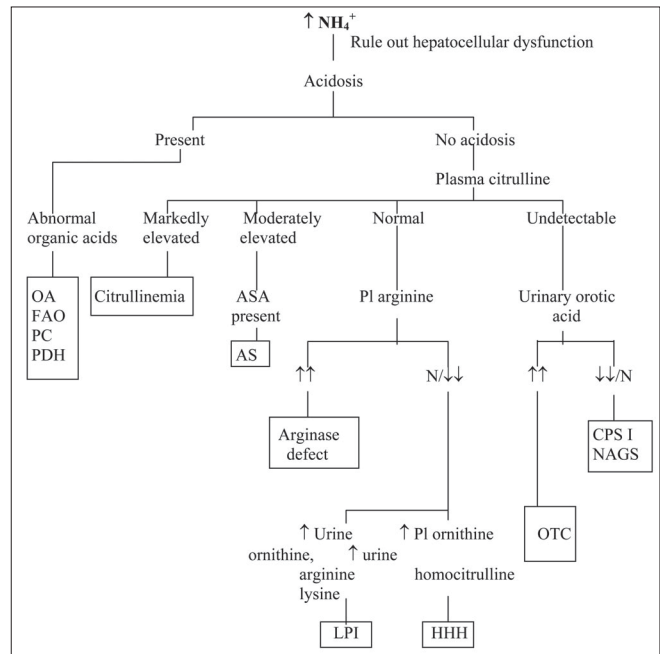 ↑ NH₄⁺
Rule out hepatocellular dysfunction
Acidosis
Present
No acidosis
Plasma citrulline
Abnormal
organic acids
Markedly
elevated
Moderately
elevated
Normal
Undetectable
OA
FAO
PC
PDH
Citrullinemia
ASA
present
AS
Pl arginine
Urinary orotic
acid
↑↑
N/↓↓
↑↑
↓↓/N
Arginase
defect
CPS I
NAGS
OTC
↑ Urine
ornithine,
arginine
lysine
↑ Pl ornithine
↑ urine
homocitrulline
LPI
HHH